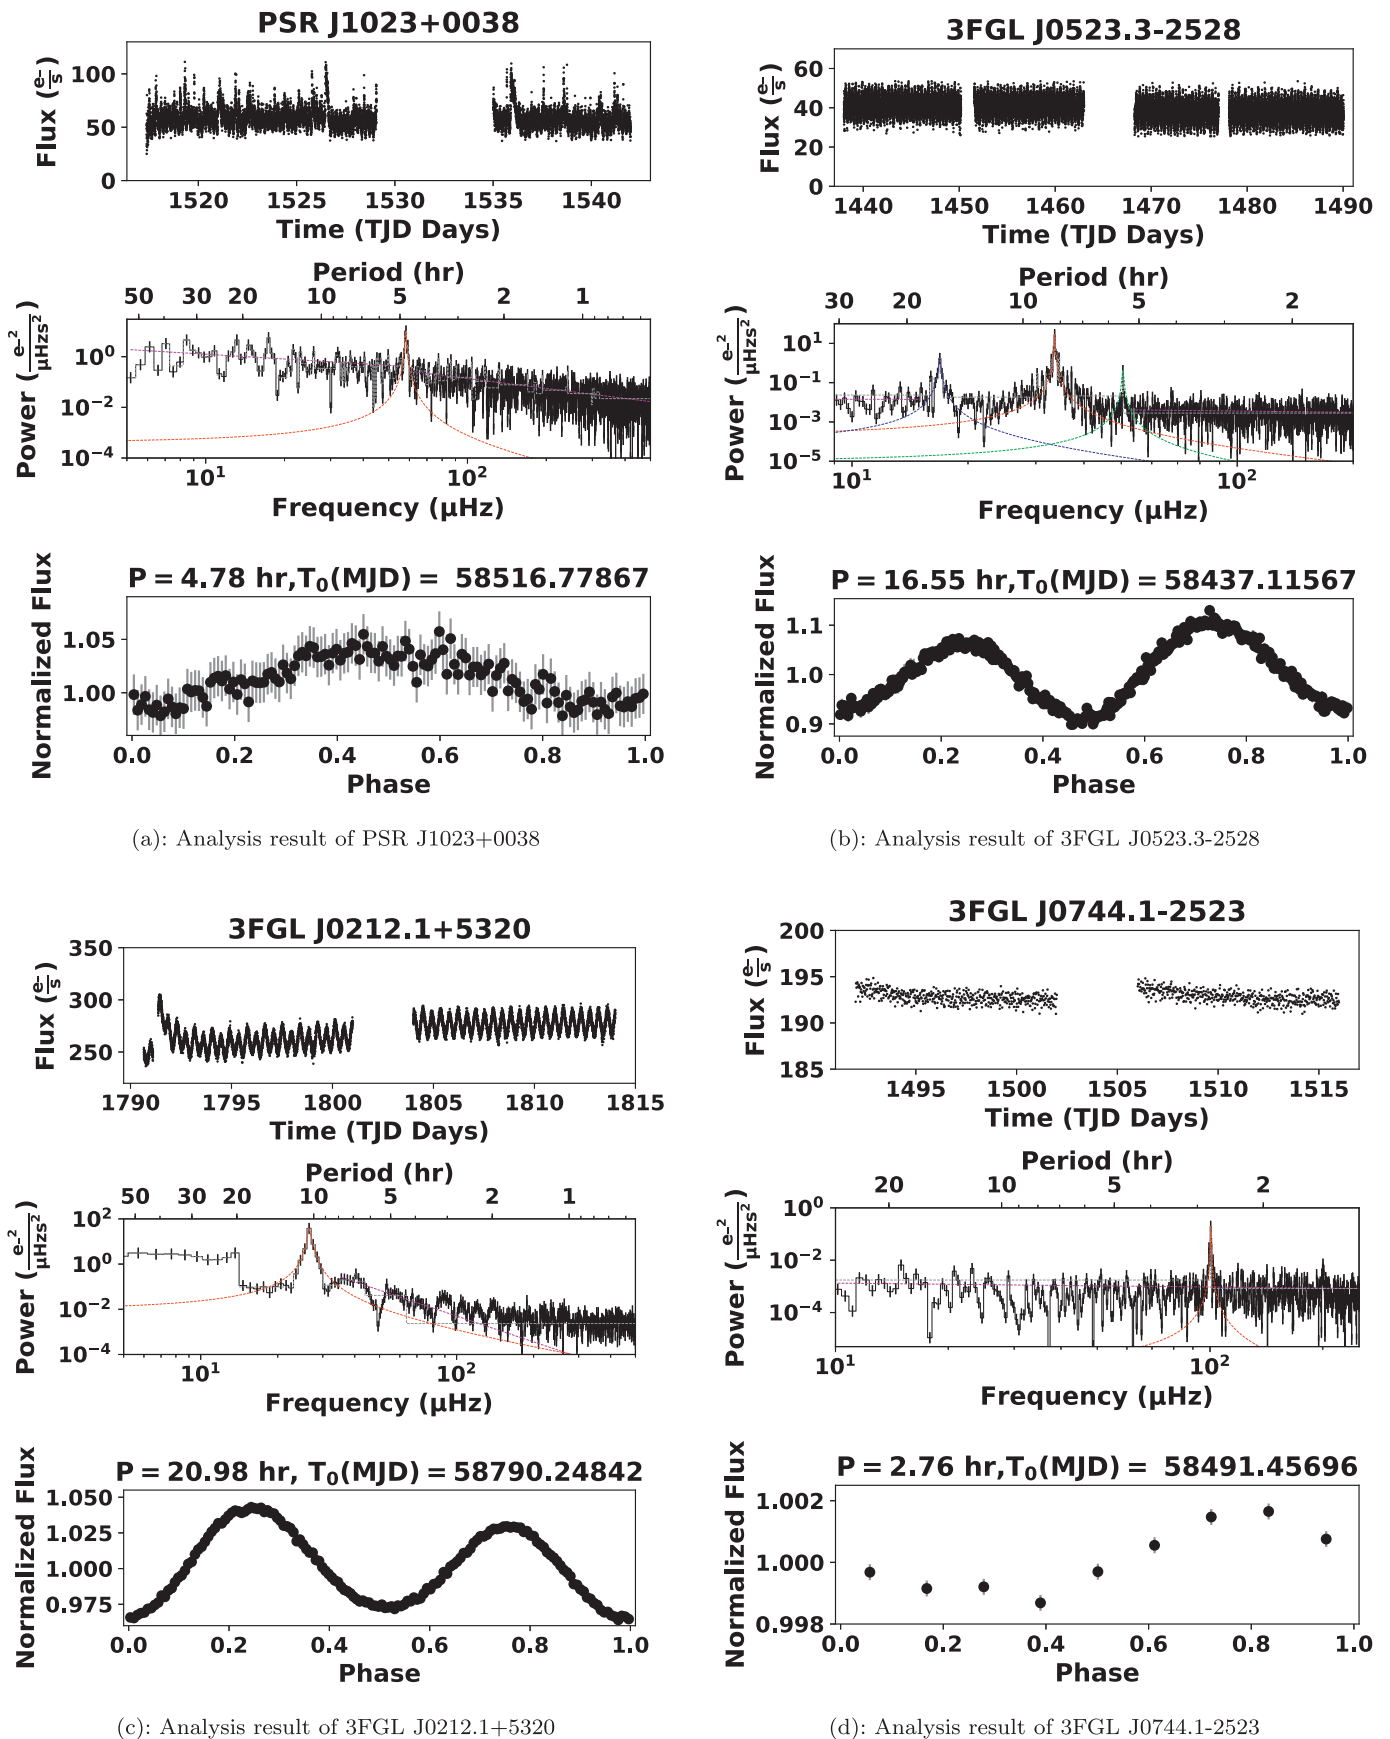 PSR J1023+0038
Flux (e-/s)
100
50
0
1520 1525 1530 1535 1540
Time (TJD Days)
Period (hr)
50 30 20 10 5 2 1
Power (e-²/μHzs²)
10⁰
10⁻²
10⁻⁴
10¹ 10²
Frequency (μHz)
P = 4.78 hr,T₀(MJD) = 58516.77867
Normalized Flux
1.05
1.00
0.0 0.2 0.4 0.6 0.8 1.0
Phase
(a): Analysis result of PSR J1023+0038
3FGL J0523.3-2528
Flux (e-/s)
60
40
20
0
1440 1450 1460 1470 1480 1490
Time (TJD Days)
Period (hr)
30 20 10 5 2
Power (e-²/μHzs²)
10¹
10⁻¹
10⁻³
10⁻⁵
10¹ 10²
Frequency (μHz)
P = 16.55 hr,T₀(MJD) = 58437.11567
Normalized Flux
1.1
1.0
0.9
0.0 0.2 0.4 0.6 0.8 1.0
Phase
(b): Analysis result of 3FGL J0523.3-2528
3FGL J0212.1+5320
Flux (e-/s)
350
300
250
1790 1795 1800 1805 1810 1815
Time (TJD Days)
Period (hr)
50 30 20 10 5 2 1
Power (e-²/μHzs²)
10²
10⁰
10⁻²
10⁻⁴
10¹ 10²
Frequency (μHz)
P = 20.98 hr, T₀(MJD) = 58790.24842
Normalized Flux
1.050
1.025
1.000
0.975
0.0 0.2 0.4 0.6 0.8 1.0
Phase
(c): Analysis result of 3FGL J0212.1+5320
3FGL J0744.1-2523
Flux (e-/s)
200
195
190
185
1495 1500 1505 1510 1515
Time (TJD Days)
Period (hr)
20 10 5 2
Power (e-²/μHzs²)
10⁰
10⁻²
10⁻⁴
10¹ 10²
Frequency (μHz)
P = 2.76 hr,T₀(MJD) = 58491.45696
Normalized Flux
1.002
1.000
0.998
0.0 0.2 0.4 0.6 0.8 1.0
Phase
(d): Analysis result of 3FGL J0744.1-2523